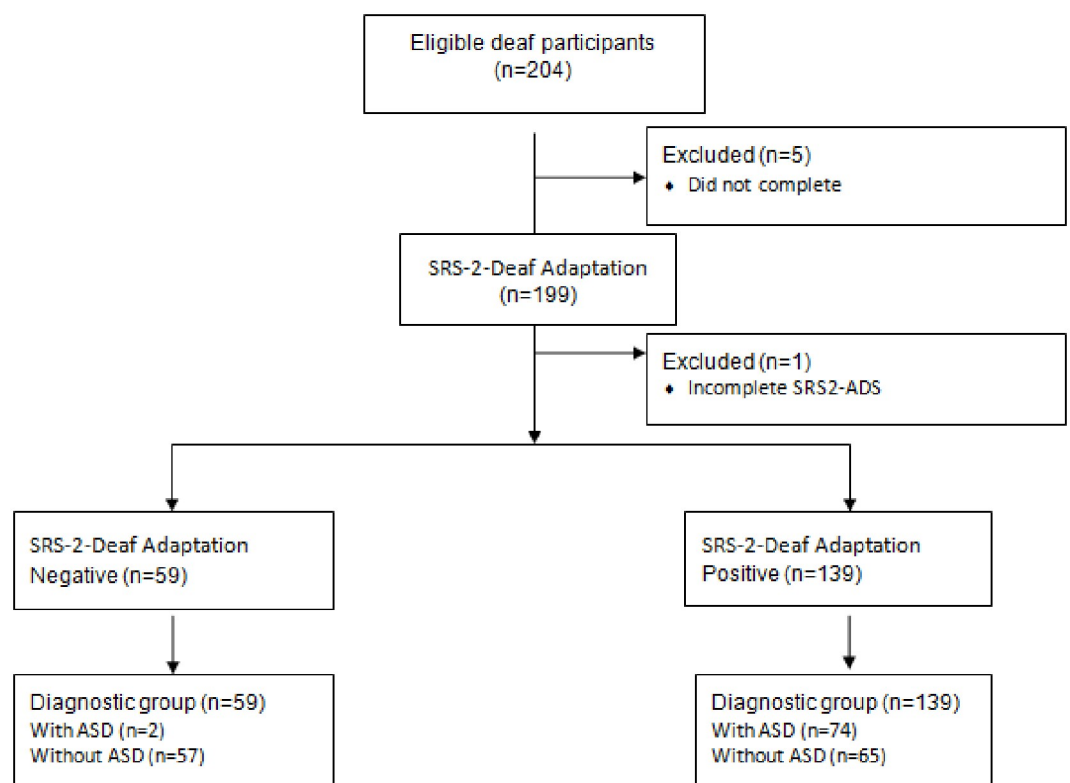 Eligible deaf participants
(n=204)
Excluded (n=5)
♦ Did not complete
SRS-2-Deaf Adaptation
(n=199)
Excluded (n=1)
♦ Incomplete SRS2-ADS
SRS-2-Deaf Adaptation
Negative (n=59)
SRS-2-Deaf Adaptation
Positive (n=139)
Diagnostic group (n=59)
With ASD (n=2)
Without ASD (n=57)
Diagnostic group (n=139)
With ASD (n=74)
Without ASD (n=65)